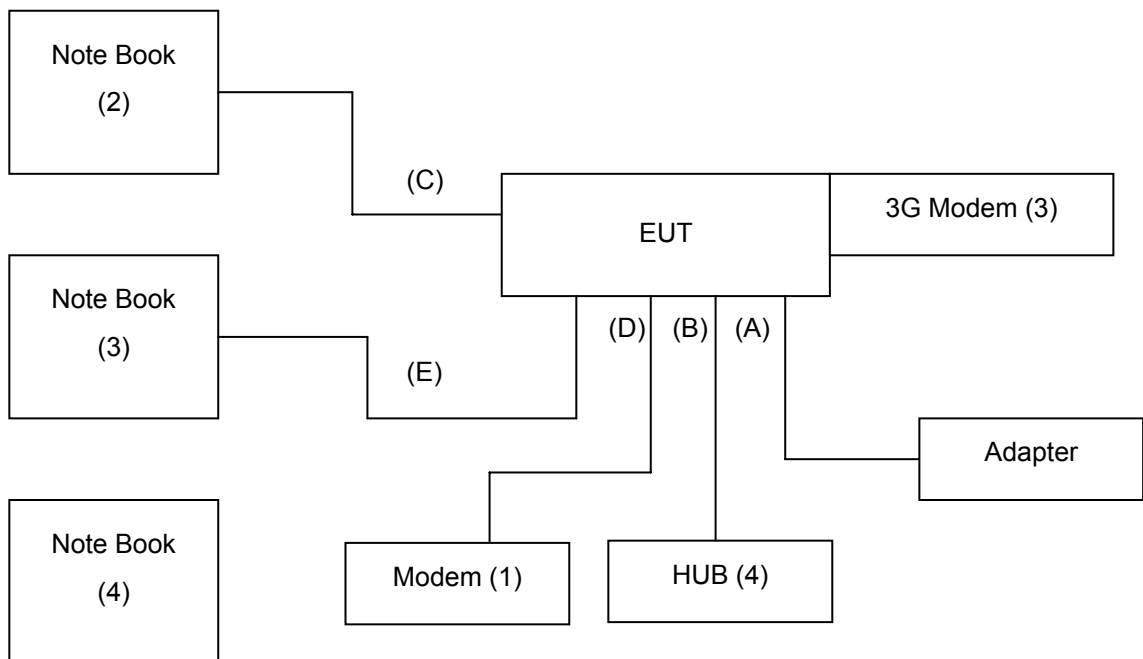 Note Book
(2)
(C)
EUT
3G Modem (3)
Note Book
(3)
(D)
(B)
(A)
(E)
Adapter
Note Book
(4)
Modem (1)
HUB (4)